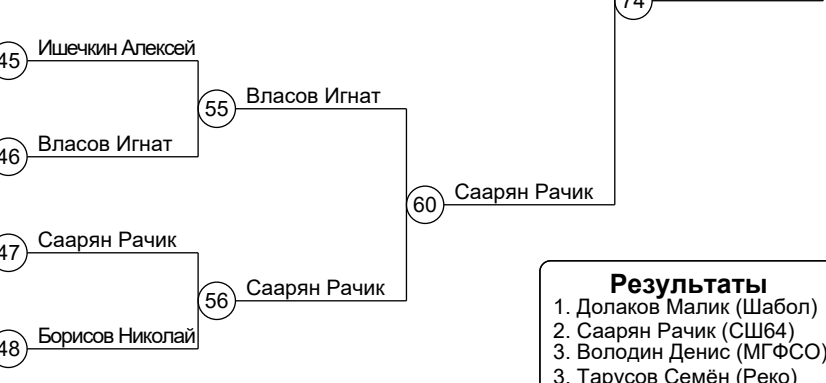 74
45
Ишечкин Алексей
55
Власов Игнат
46
Власов Игнат
60
Саарян Рачик
47
Саарян Рачик
56
Саарян Рачик
48
Борисов Николай
Результаты
1. Долаков Малик (Шабол)
2. Саарян Рачик (СШ64)
3. Володин Денис (МГФСО)
3. Тарусов Семён (Реко)